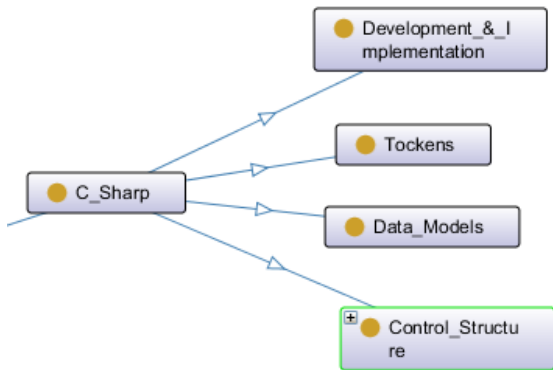 Development_&_I
mplementation
Tockens
C_Sharp
Data_Models
Control_Structu
re